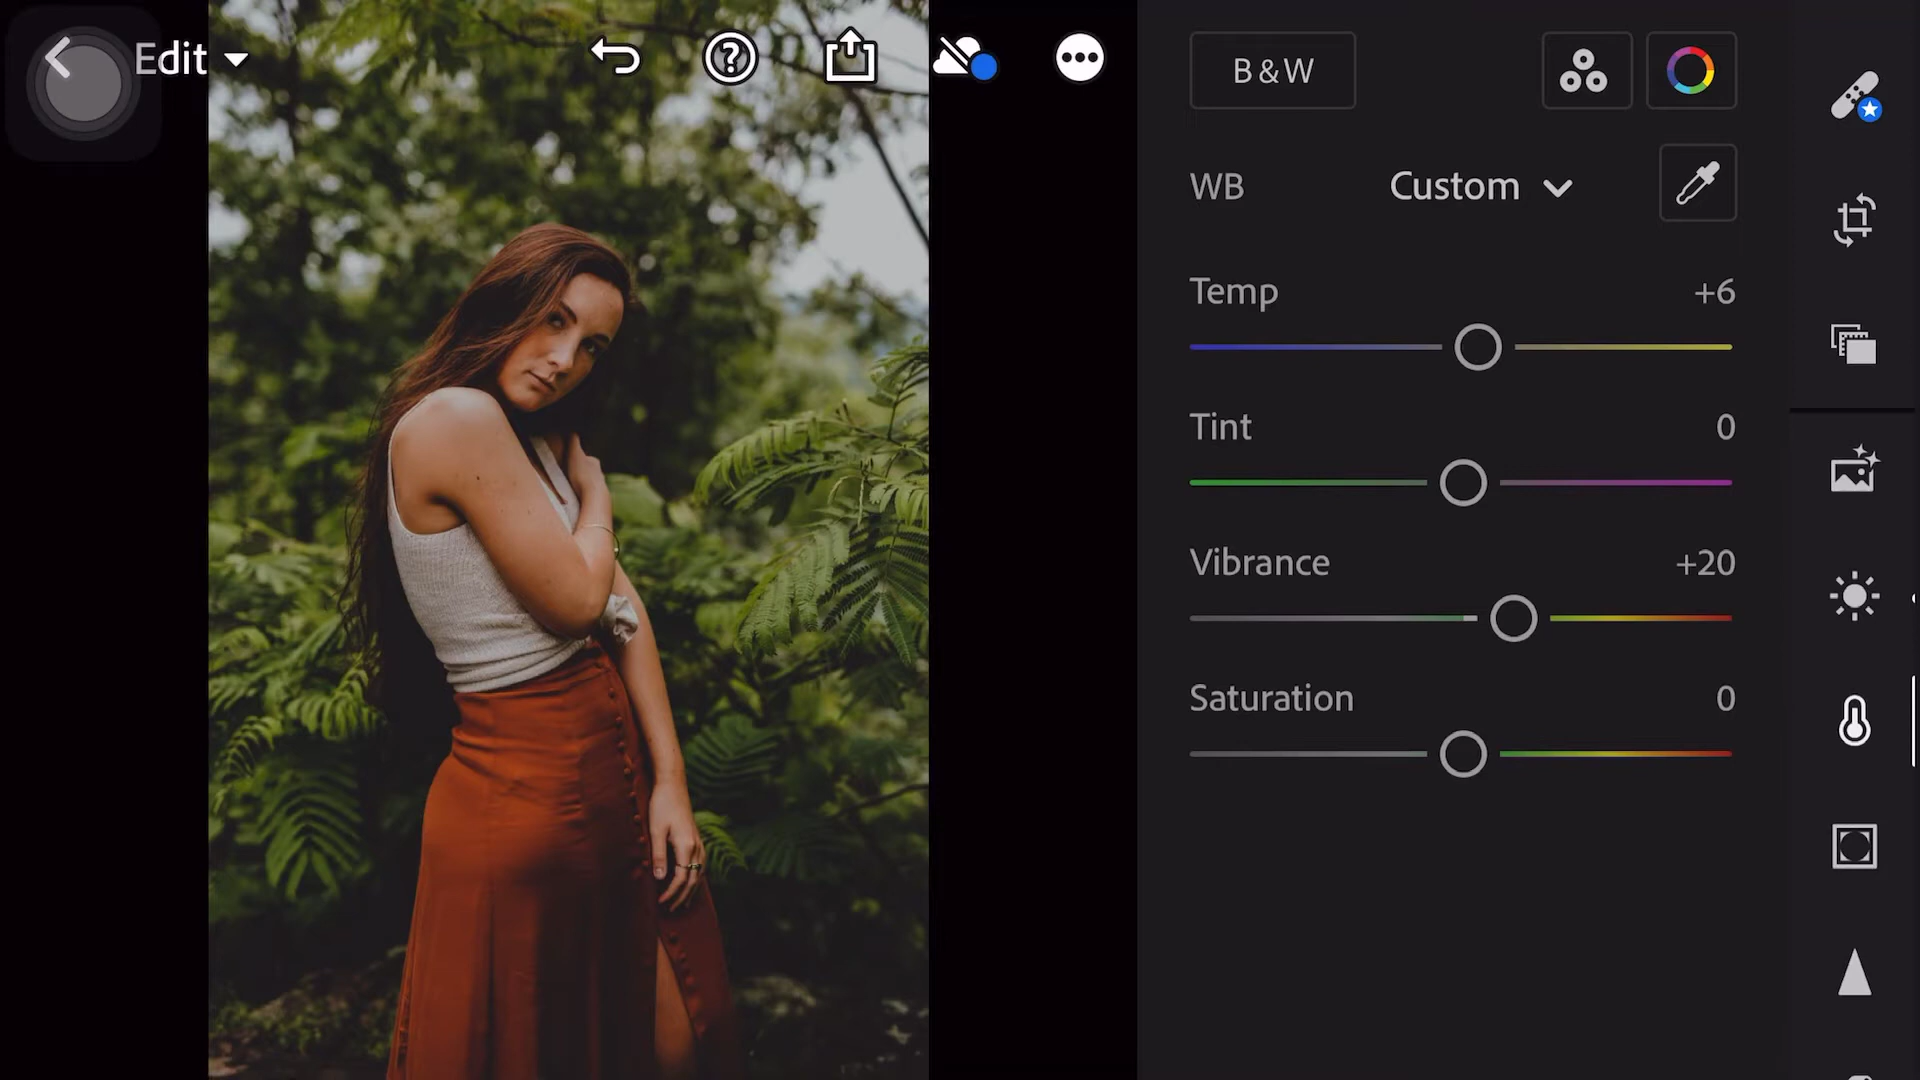 Edit
B&W
WB Custom
Temp +6
Tint 0
Vibrance +20
Saturation 0